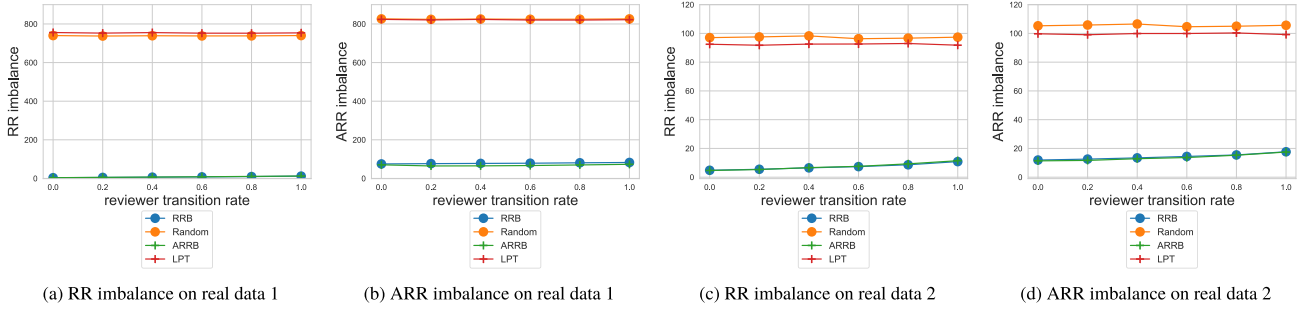 RR imbalance
800
600
400
200
0
0.0 0.2 0.4 0.6 0.8 1.0
reviewer transition rate
RRB
Random
ARRB
LPT
(a) RR imbalance on real data 1
ARR imbalance
800
600
400
200
0
0.0 0.2 0.4 0.6 0.8 1.0
reviewer transition rate
RRB
Random
ARRB
LPT
(b) ARR imbalance on real data 1
RR imbalance
120
100
80
60
40
20
0
0.0 0.2 0.4 0.6 0.8 1.0
reviewer transition rate
RRB
Random
ARRB
LPT
(c) RR imbalance on real data 2
ARR imbalance
120
100
80
60
40
20
0
0.0 0.2 0.4 0.6 0.8 1.0
reviewer transition rate
RRB
Random
ARRB
LPT
(d) ARR imbalance on real data 2